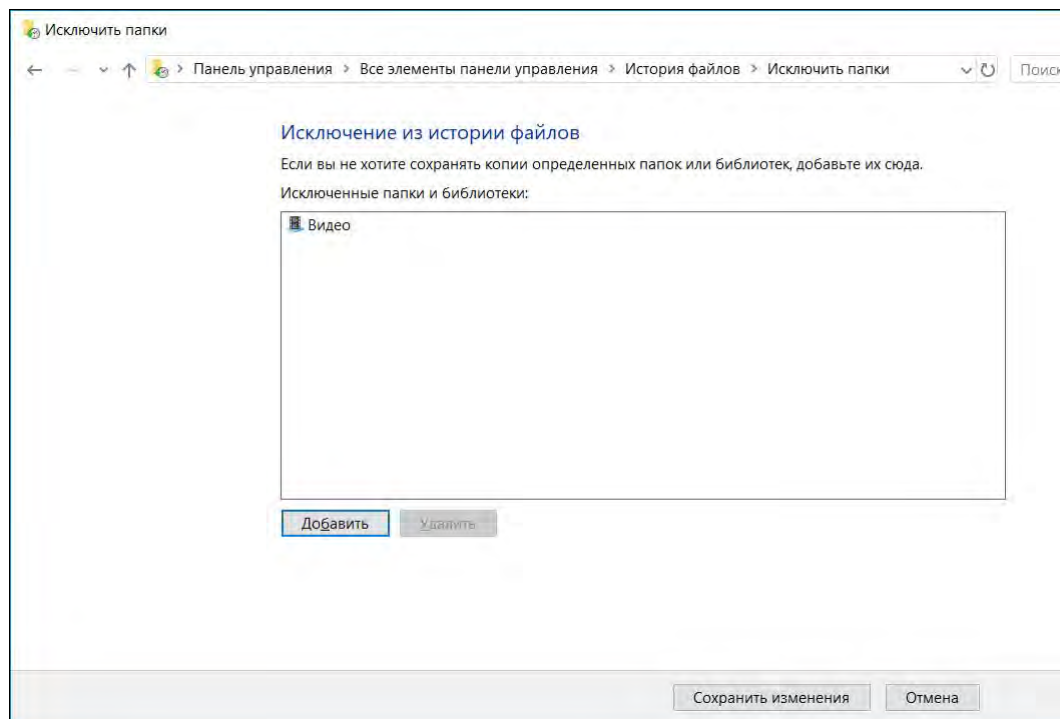 Исключить папки
Панель управления > Все элементы панели управления > История файлов > Исключить папки Поиск
Исключение из истории файлов
Если вы не хотите сохранять копии определенных папок или библиотек, добавьте их сюда.
Исключенные папки и библиотеки:
Видео
Добавить Удалить
Сохранить изменения Отмена